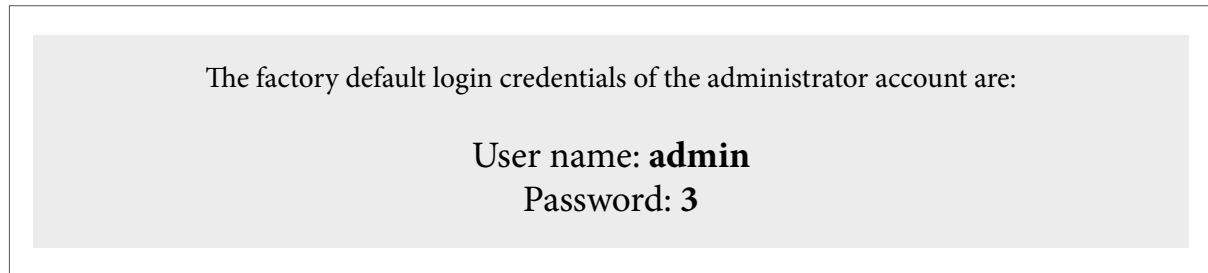 The factory default login credentials of the administrator account are:
User name: admin
Password: 3